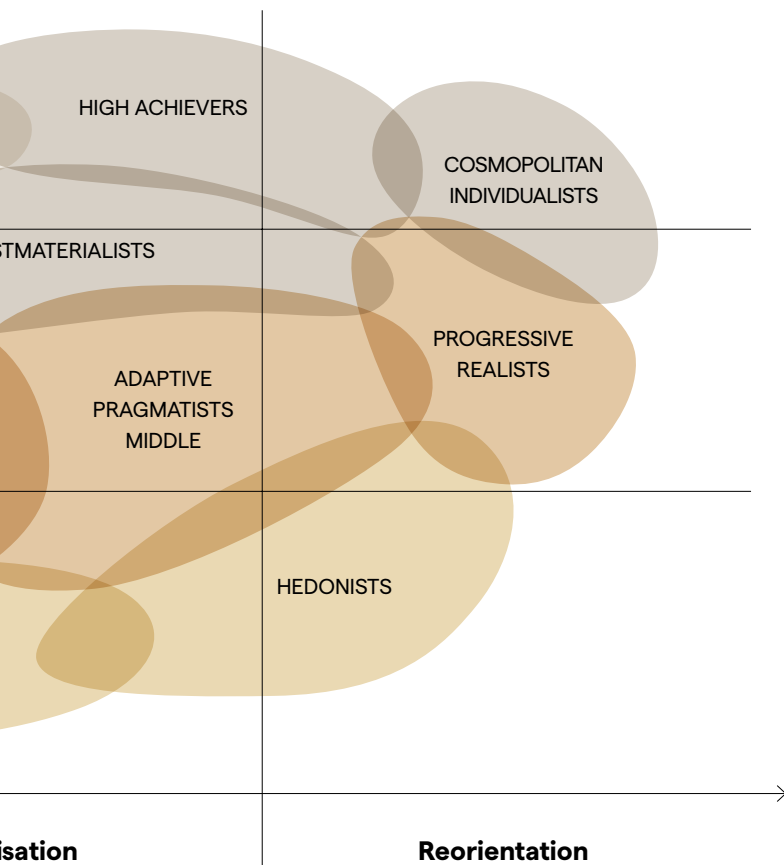 HIGH ACHIEVERS
COSMOPOLITAN
INDIVIDUALISTS
STMATERIALISTS
PROGRESSIVE
REALISTS
ADAPTIVE
PRAGMATISTS
MIDDLE
HEDONISTS
isation
Reorientation